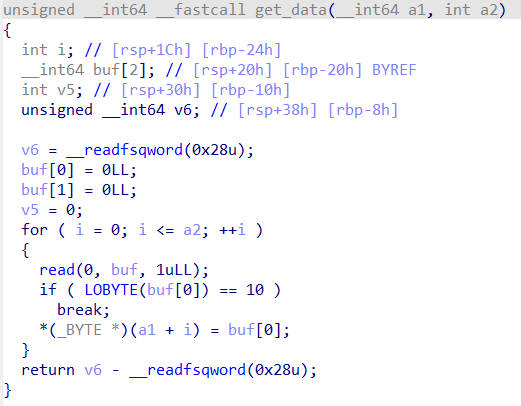 unsigned __int64 __fastcall get_data(__int64 a1, int a2)
{
  int i; // [rsp+1Ch] [rbp-24h]
  __int64 buf[2]; // [rsp+20h] [rbp-20h] BYREF
  int v5; // [rsp+30h] [rbp-10h]
  unsigned __int64 v6; // [rsp+38h] [rbp-8h]

  v6 = __readfsqword(0x28u);
  buf[0] = 0LL;
  buf[1] = 0LL;
  v5 = 0;
  for ( i = 0; i <= a2; ++i )
  {
    read(0, buf, 1uLL);
    if ( LOBYTE(buf[0]) == 10 )
      break;
    *(_BYTE *)(a1 + i) = buf[0];
  }
  return v6 - __readfsqword(0x28u);
}